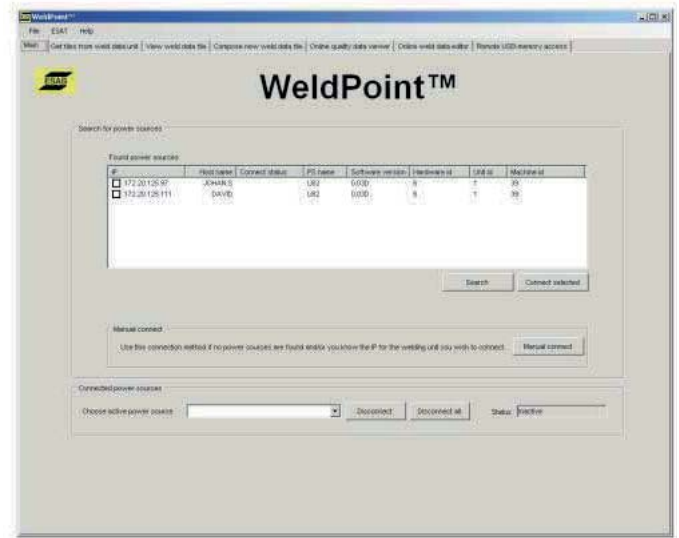 WeldPoint™
File ESAT Help
Main Get files from weld data unit View weld data file Compose new weld data file Online quality data viewer Online weld data editor Remote USB memory access
ESAB
WeldPoint™
Search for power sources
Found power sources
IP Host name Connect status PS name Software version Hardware id Unit id Machine id
172.20.125.97 JOHAN S U82 0.03D 6 1 39
172.20.125.111 DAVID U82 0.03D 6 1 39
Search Connect selected
Manual connect
Use this connection method if no power sources are found and/or you know the IP for the welding unit you wish to connect. Manual connect
Connected power sources
Choose active power source Disconnect Disconnect all Status: Inactive